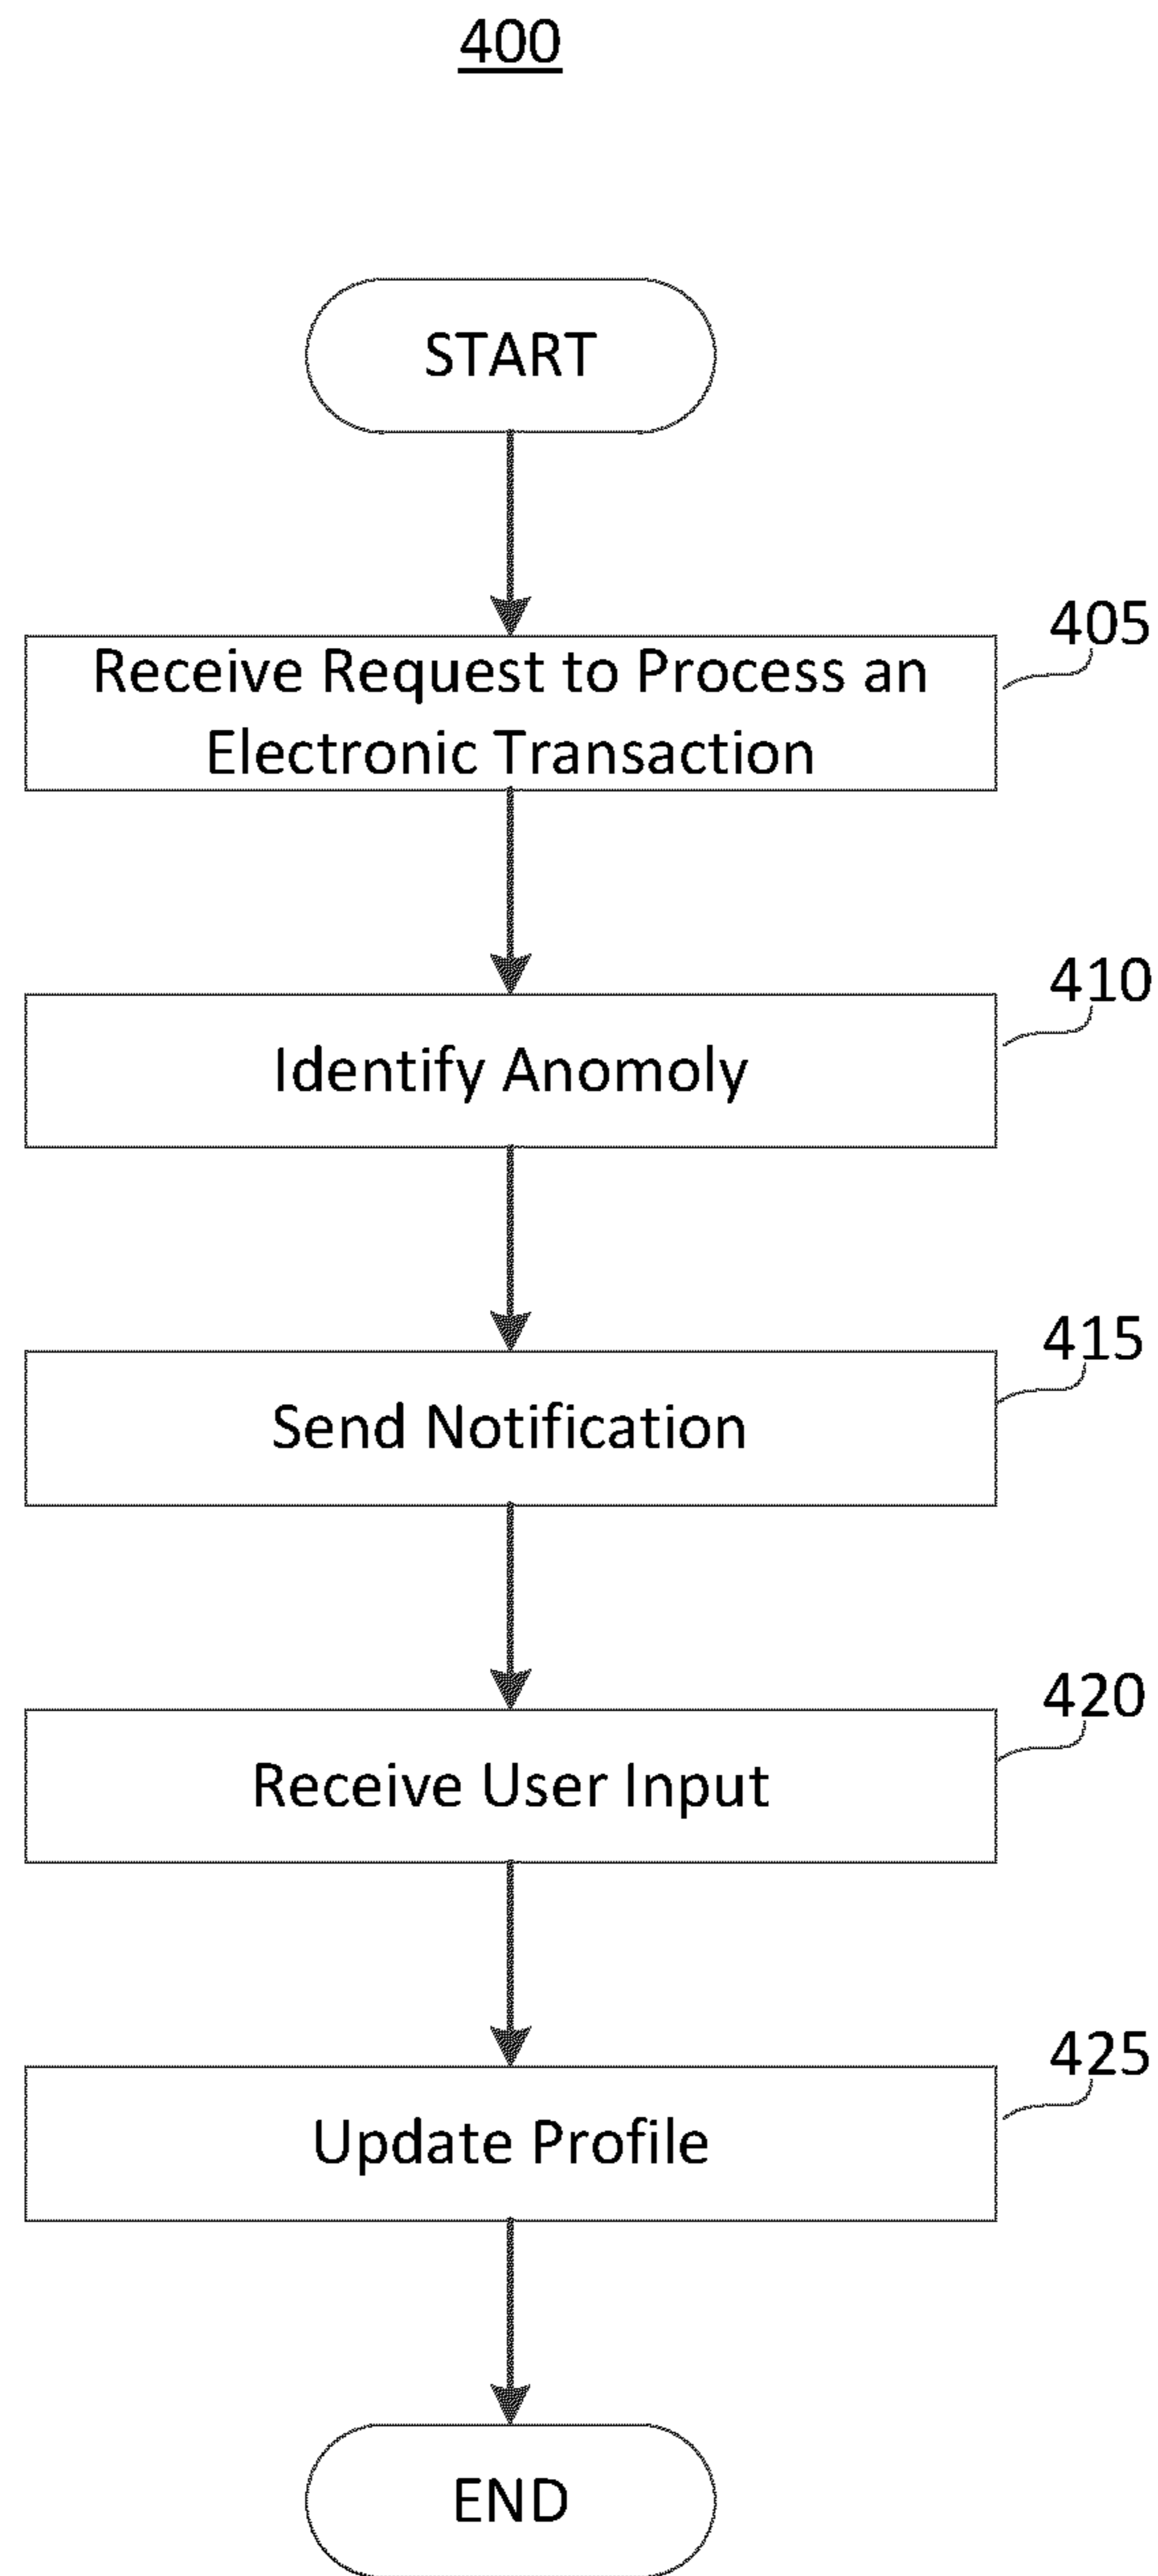 400
START
405
Receive Request to Process an
Electronic Transaction
410
Identify Anomoly
415
Send Notification
420
Receive User Input
425
Update Profile
END